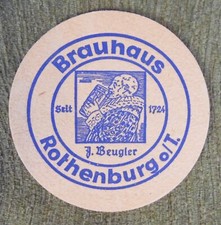 Brauhaus
Seit 1724
J. Beugler
Rothenburg o/T.